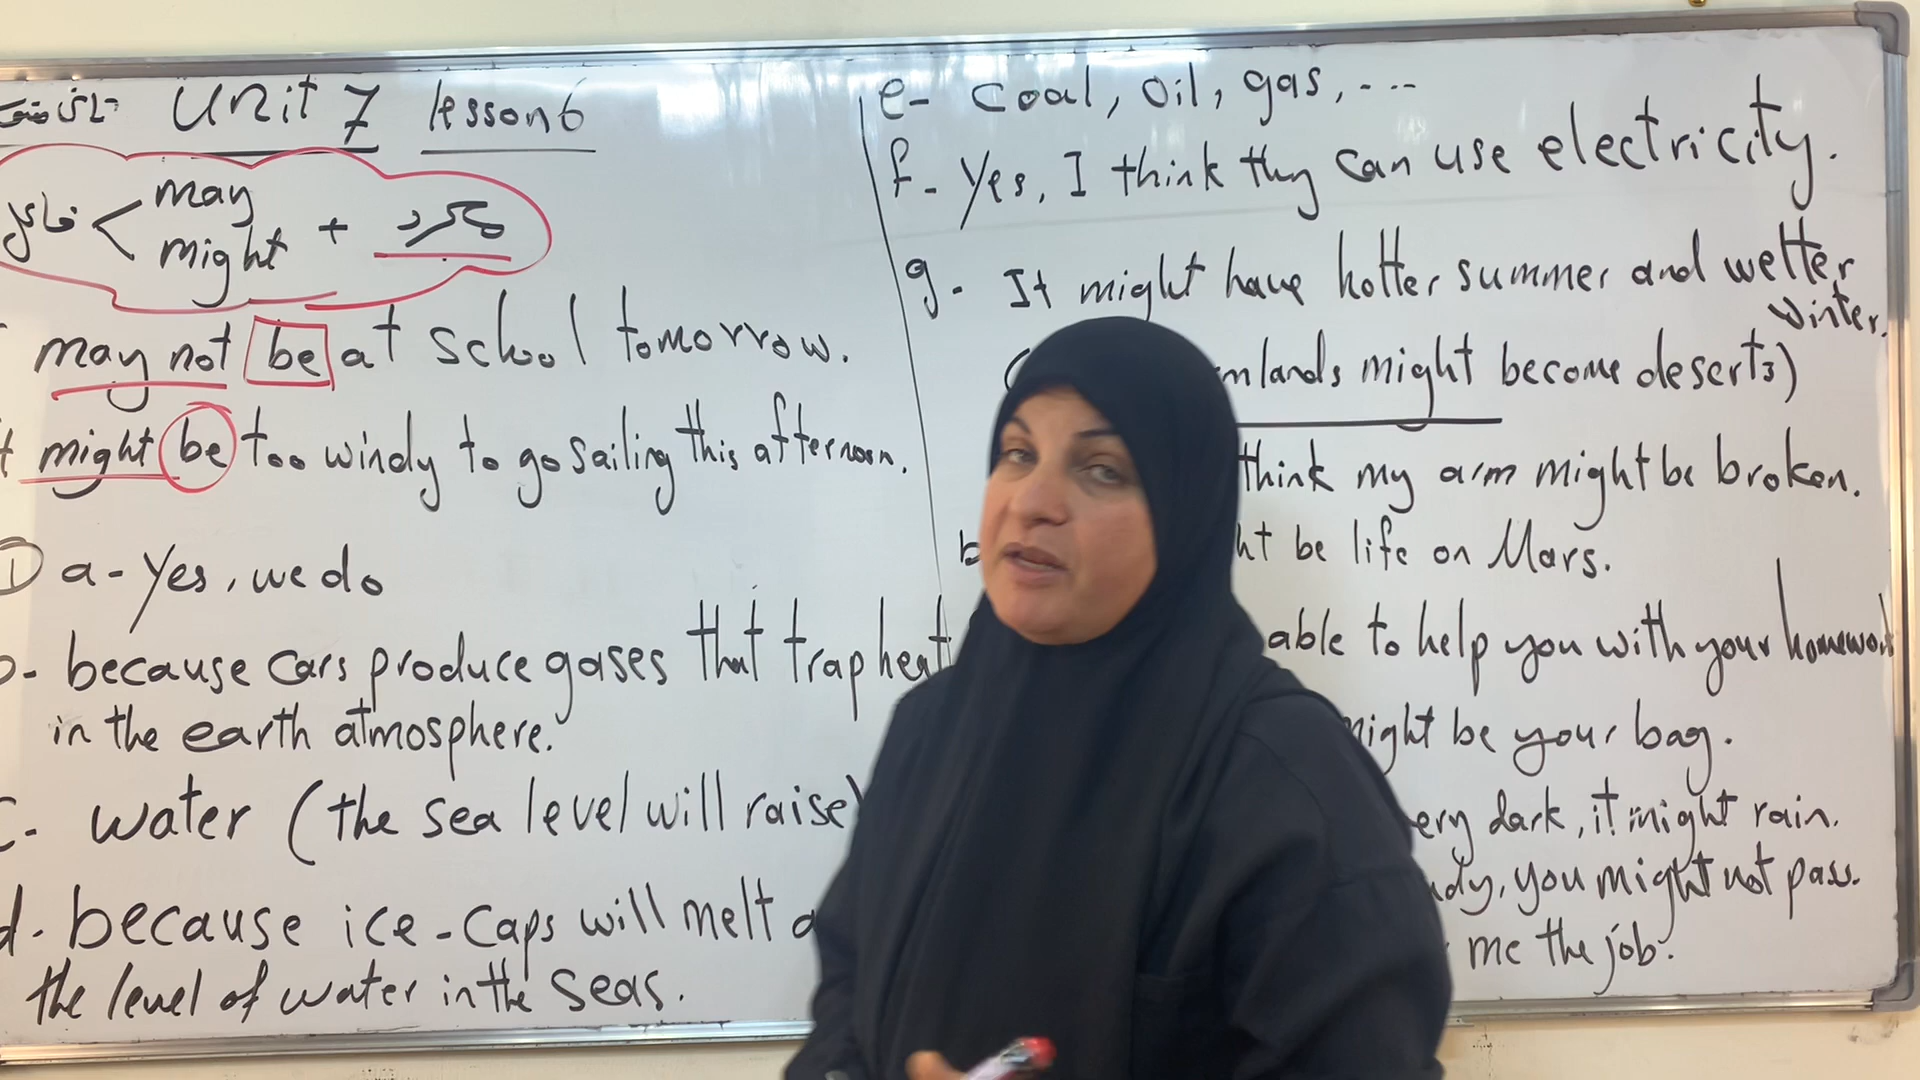 Unit 7 lesson 6
فاعل < may might + مجرد
may not be at school tomorrow.
might be too windy to go sailing this afternoon.
1 a- Yes, we do
b- because cars produce gases that trap heat
in the earth atmosphere.
c- water (the sea level will raise)
d- because ice-caps will melt
the level of water in the seas.
e- coal, oil, gas, ...
f- Yes, I think they can use electricity.
g- It might have hotter summer and wetter
winter.
might become deserts)
think my arm might be broken.
be life on Mars.
able to help you with your homework
might be your bag.
dark, it might rain.
you might not pass.
me the job.